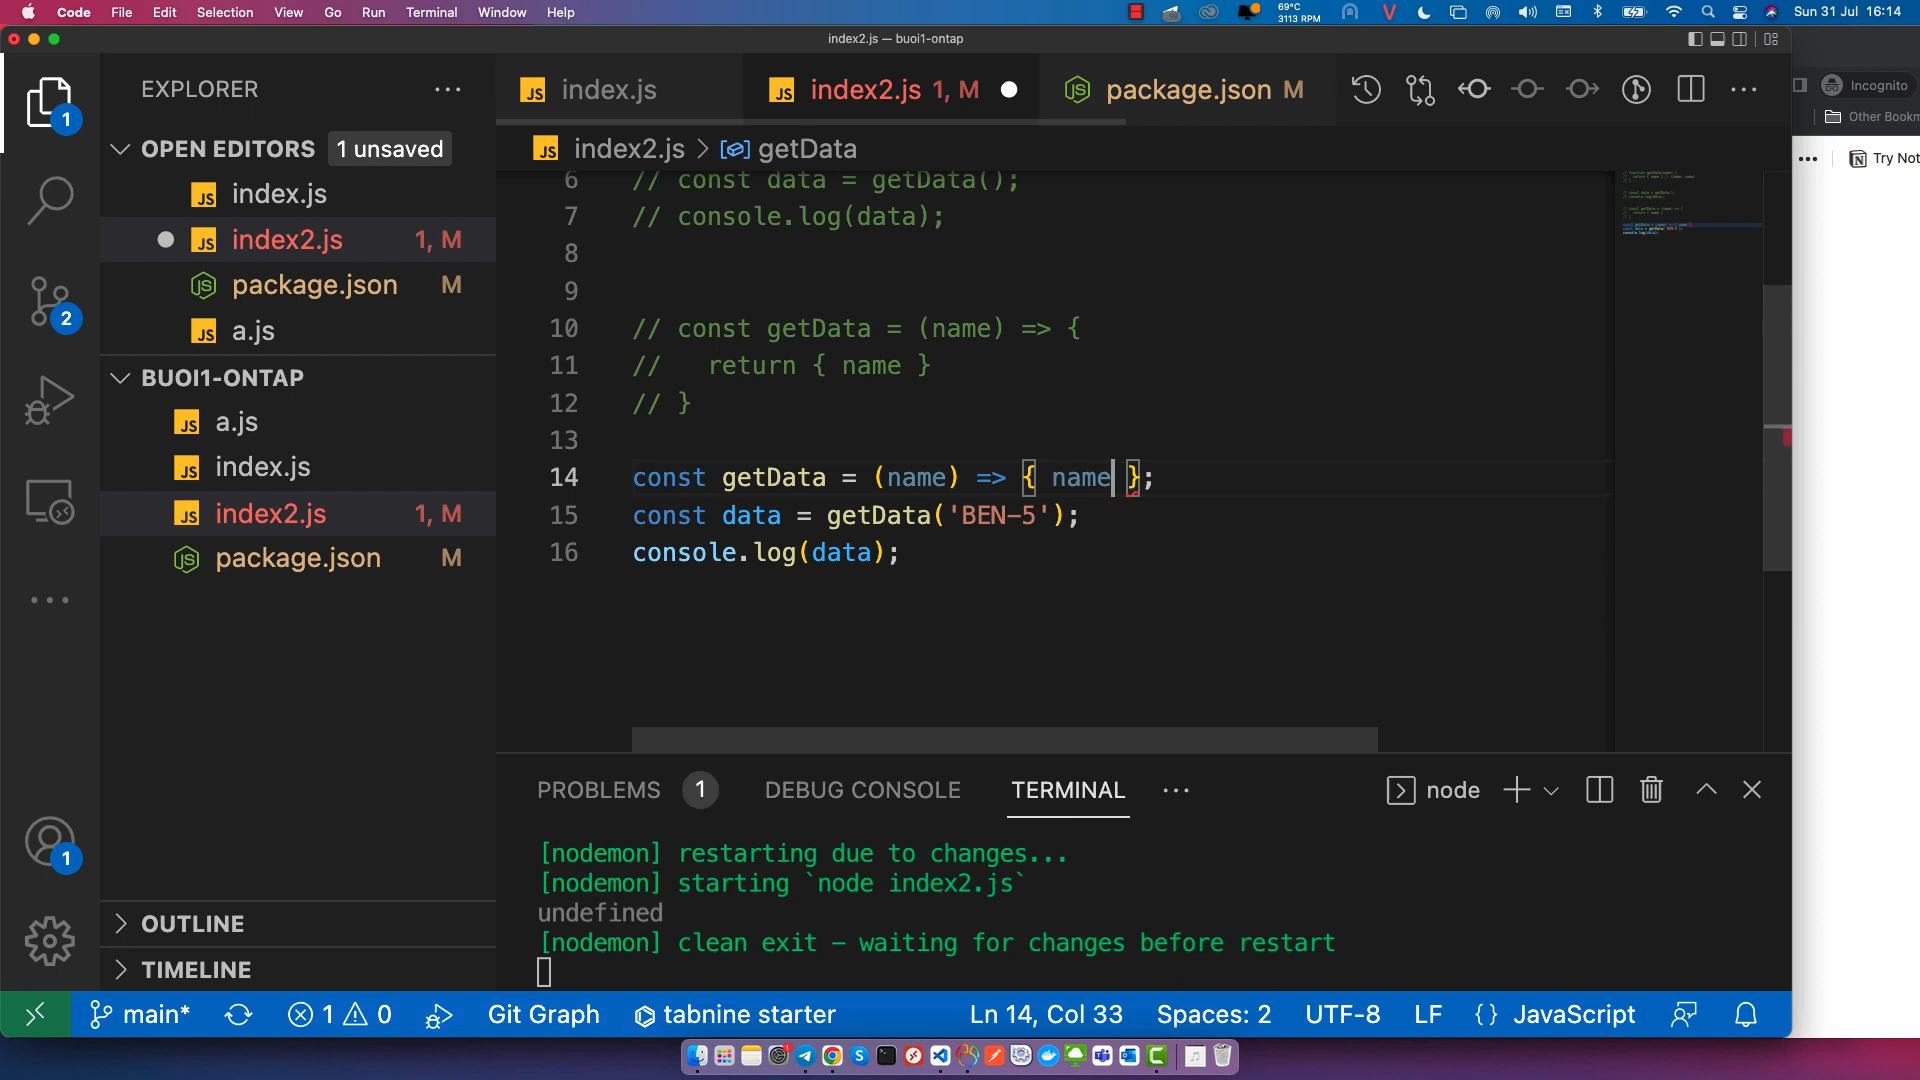 Code File Edit Selection View Go Run Terminal Window Help 69°C 3113 RPM Sun 31 Jul 16:14
index2.js — buoi1-ontap
EXPLORER
index.js
index2.js 1, M
package.json M
Incognito
Other Bookm
OPEN EDITORS 1 unsaved
index2.js > getData
Try Not
index.js
index2.js 1, M
package.json M
a.js
BUOI1-ONTAP
a.js
index.js
index2.js 1, M
package.json M
OUTLINE
TIMELINE
6 // const data = getData();
7 // console.log(data);
8
9
10 // const getData = (name) => {
11 //   return { name }
12 // }
13
14 const getData = (name) => { name };
15 const data = getData('BEN-5');
16 console.log(data);
PROBLEMS 1 DEBUG CONSOLE TERMINAL node
[nodemon] restarting due to changes...
[nodemon] starting `node index2.js`
undefined
[nodemon] clean exit - waiting for changes before restart
main* 1 0 Git Graph tabnine starter Ln 14, Col 33 Spaces: 2 UTF-8 LF {} JavaScript